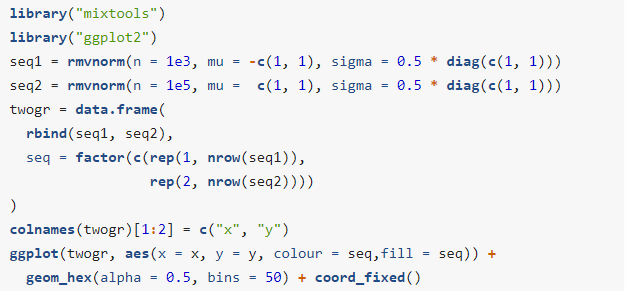 library("mixtools")
library("ggplot2")
seq1 = rmvnorm(n = 1e3, mu = -c(1, 1), sigma = 0.5 * diag(c(1, 1)))
seq2 = rmvnorm(n = 1e5, mu =  c(1, 1), sigma = 0.5 * diag(c(1, 1)))
twogr = data.frame(
  rbind(seq1, seq2),
  seq = factor(c(rep(1, nrow(seq1)),
                 rep(2, nrow(seq2))))
)
colnames(twogr)[1:2] = c("x", "y")
ggplot(twogr, aes(x = x, y = y, colour = seq,fill = seq)) +
  geom_hex(alpha = 0.5, bins = 50) + coord_fixed()